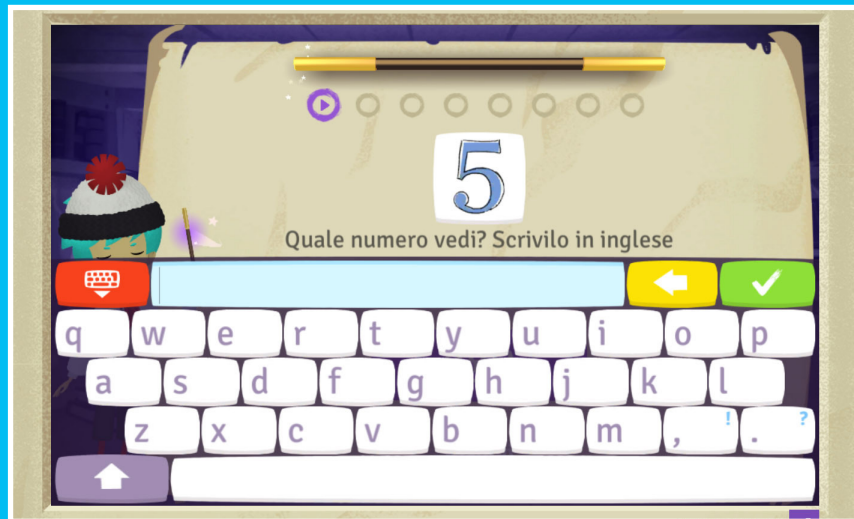 5
Quale numero vedi? Scrivilo in inglese
q w e r t y u i o p
a s d f g h j k l
z x c v b n m , ! . ?